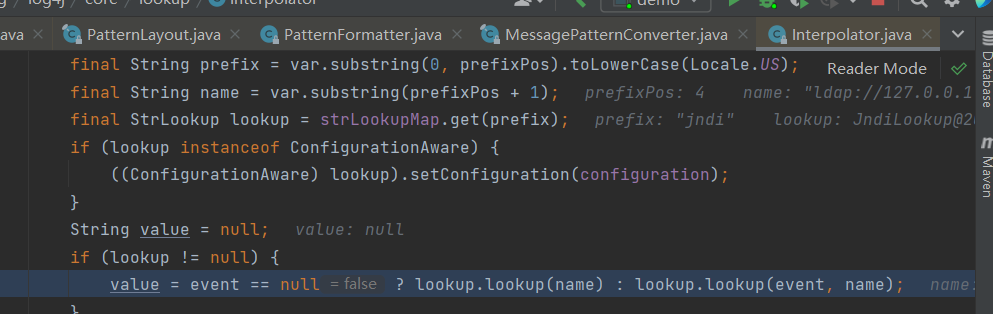 log4j core lookup Interpolator demo
ava PatternLayout.java PatternFormatter.java MessagePatternConverter.java Interpolator.java
final String prefix = var.substring(0, prefixPos).toLowerCase(Locale.US); Reader Mode
final String name = var.substring(prefixPos + 1); prefixPos: 4 name: "ldap://127.0.0.1
final StrLookup lookup = strLookupMap.get(prefix); prefix: "jndi" lookup: JndiLookup@2
if (lookup instanceof ConfigurationAware) {
((ConfigurationAware) lookup).setConfiguration(configuration);
}
String value = null; value: null
if (lookup != null) {
value = event == null = false ? lookup.lookup(name) : lookup.lookup(event, name); name:
}
Database
Maven